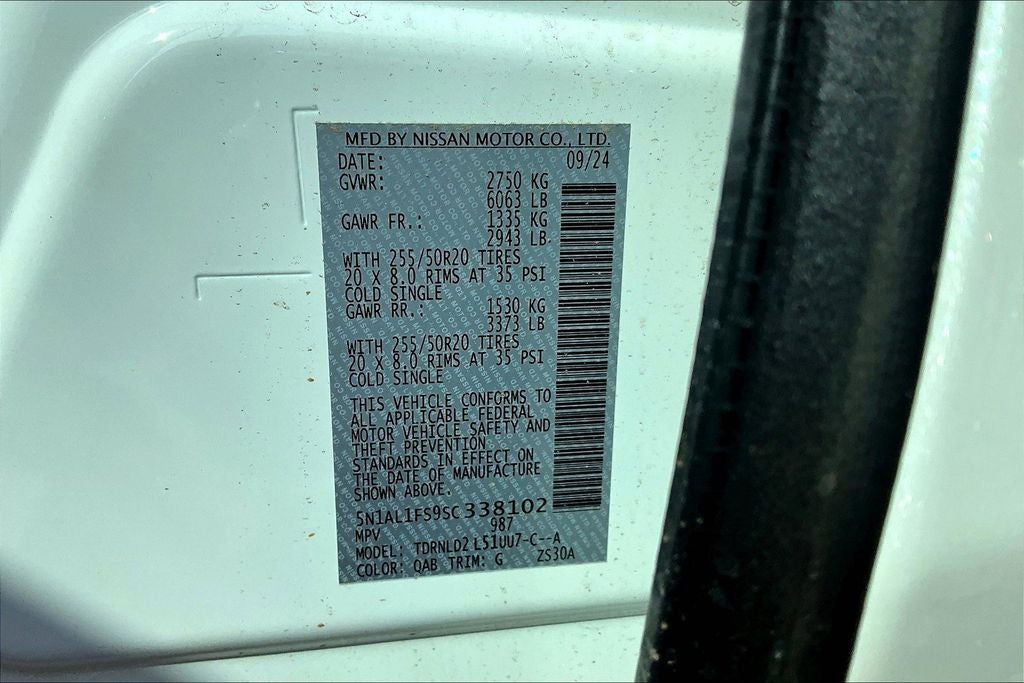 MFD BY NISSAN MOTOR CO., LTD.
DATE: 09/24
GVWR: 2750 KG
6063 LB
GAWR FR.: 1335 KG
2943 LB
WITH 255/50R20 TIRES
20 X 8.0 RIMS AT 35 PSI
COLD SINGLE
GAWR RR.: 1530 KG
3373 LB
WITH 255/50R20 TIRES
20 X 8.0 RIMS AT 35 PSI
COLD SINGLE
THIS VEHICLE CONFORMS TO
ALL APPLICABLE FEDERAL
MOTOR VEHICLE SAFETY AND
THEFT PREVENTION
STANDARDS IN EFFECT ON
THE DATE OF MANUFACTURE
SHOWN ABOVE.
5N1AL1FS9SC338102
MPV 987
MODEL: TDRNLD2 L51UU7-C--A
COLOR: QAB TRIM: G ZS30A